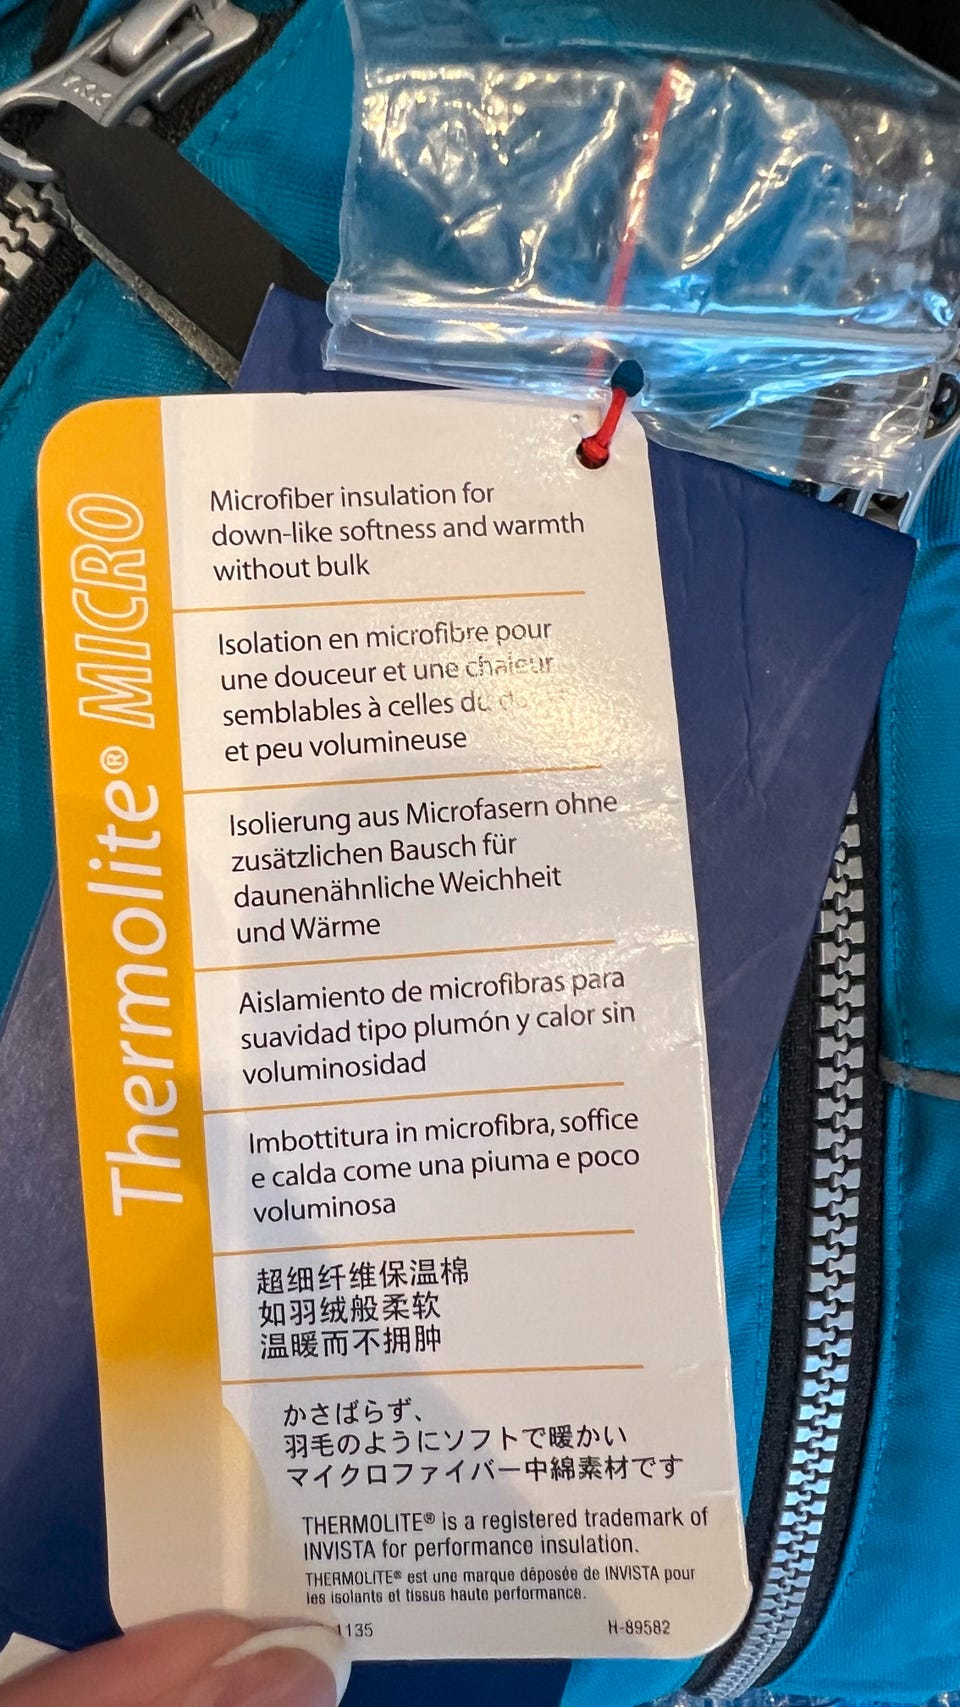 YKK
Thermolite® MICRO
Microfiber insulation for
down-like softness and warmth
without bulk
Isolation en microfibre pour
une douceur et une chaleur
semblables à celles du
et peu volumineuse
Isolierung aus Microfasern ohne
zusätzlichen Bausch für
daunenähnliche Weichheit
und Wärme
Aislamiento de microfibras para
suavidad tipo plumón y calor sin
voluminosidad
Imbottitura in microfibra, soffice
e calda come una piuma e poco
voluminosa
超细纤维保温棉
如羽绒般柔软
温暖而不拥肿
かさばらず、
羽毛のようにソフトで暖かい
マイクロファイバー中綿素材です
THERMOLITE® is a registered trademark of
INVISTA for performance insulation.
THERMOLITE® est une marque déposée de INVISTA pour
les isolants et tissus haute performance.
1135 H-89582